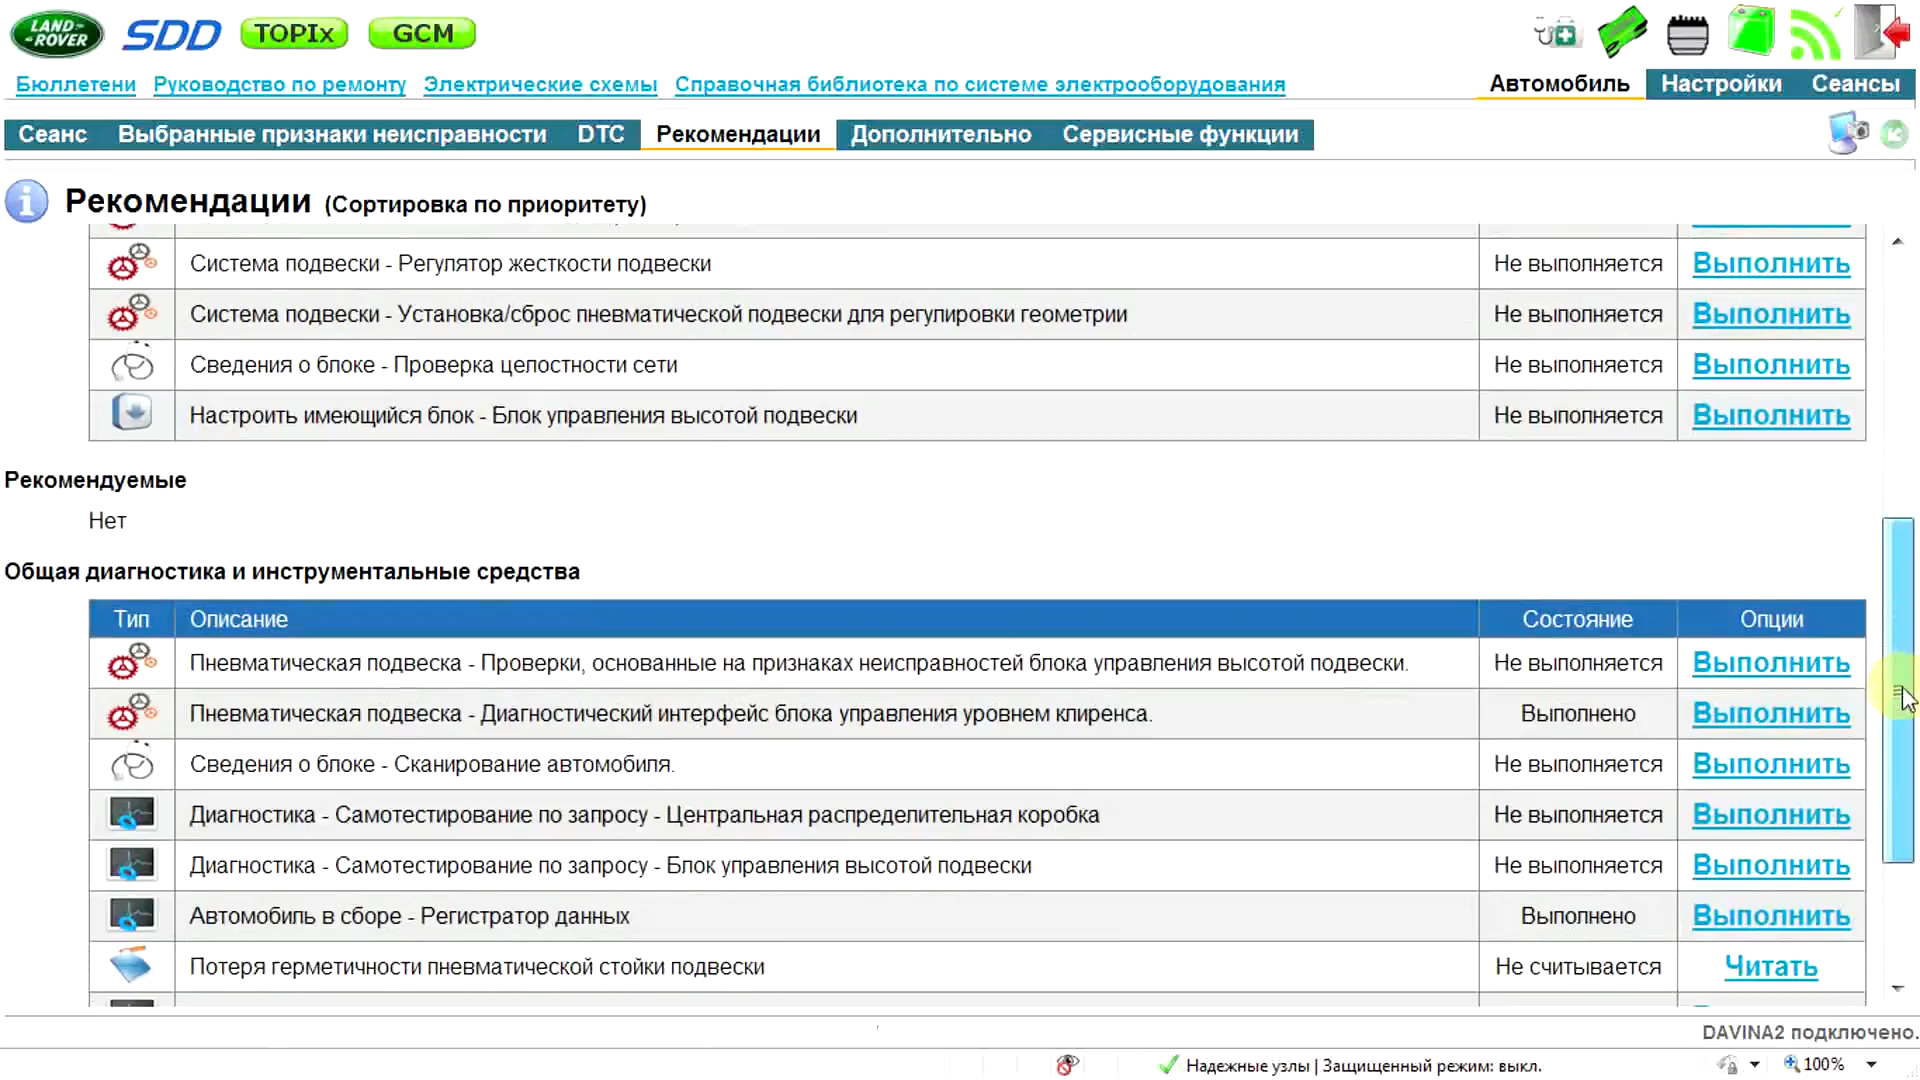 LAND-ROVER SDD TOPIx GCM
Бюллетени Руководство по ремонту Электрические схемы Справочная библиотека по системе электрооборудования Автомобиль Настройки Сеансы
Сеанс Выбранные признаки неисправности DTC Рекомендации Дополнительно Сервисные функции
Рекомендации (Сортировка по приоритету)
Система подвески - Регулятор жесткости подвески Не выполняется Выполнить
Система подвески - Установка/сброс пневматической подвески для регулировки геометрии Не выполняется Выполнить
Сведения о блоке - Проверка целостности сети Не выполняется Выполнить
Настроить имеющийся блок - Блок управления высотой подвески Не выполняется Выполнить
Рекомендуемые
Нет
Общая диагностика и инструментальные средства
Тип Описание Состояние Опции
Пневматическая подвеска - Проверки, основанные на признаках неисправностей блока управления высотой подвески. Не выполняется Выполнить
Пневматическая подвеска - Диагностический интерфейс блока управления уровнем клиренса. Выполнено Выполнить
Сведения о блоке - Сканирование автомобиля. Не выполняется Выполнить
Диагностика - Самотестирование по запросу - Центральная распределительная коробка Не выполняется Выполнить
Диагностика - Самотестирование по запросу - Блок управления высотой подвески Не выполняется Выполнить
Автомобиль в сборе - Регистратор данных Выполнено Выполнить
Потеря герметичности пневматической стойки подвески Не считывается Читать
DAVINA2 подключено.
Надежные узлы | Защищенный режим: выкл. 100%